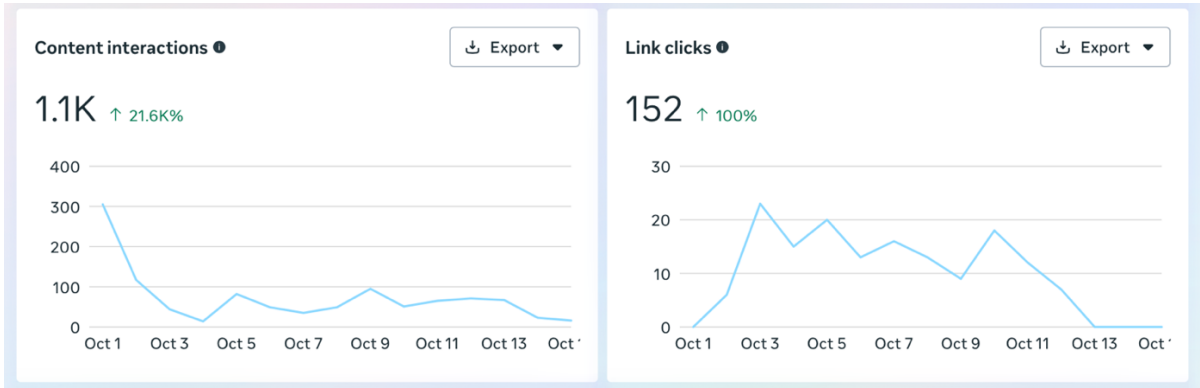 Content interactions
Export
1.1K ↑ 21.6K%
400
300
200
100
0
Oct 1 Oct 3 Oct 5 Oct 7 Oct 9 Oct 11 Oct 13 Oct
Link clicks
Export
152 ↑ 100%
30
20
10
0
Oct 1 Oct 3 Oct 5 Oct 7 Oct 9 Oct 11 Oct 13 Oct